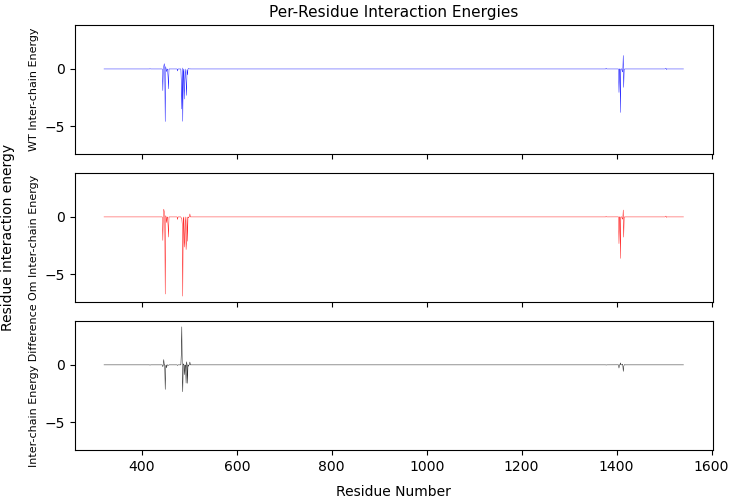 Per-Residue Interaction Energies
Residue interaction energy
WT Inter-chain Energy
0
−5
Om Inter-chain Energy
0
−5
Inter-chain Energy Difference
0
−5
400
600
800
1000
1200
1400
1600
Residue Number